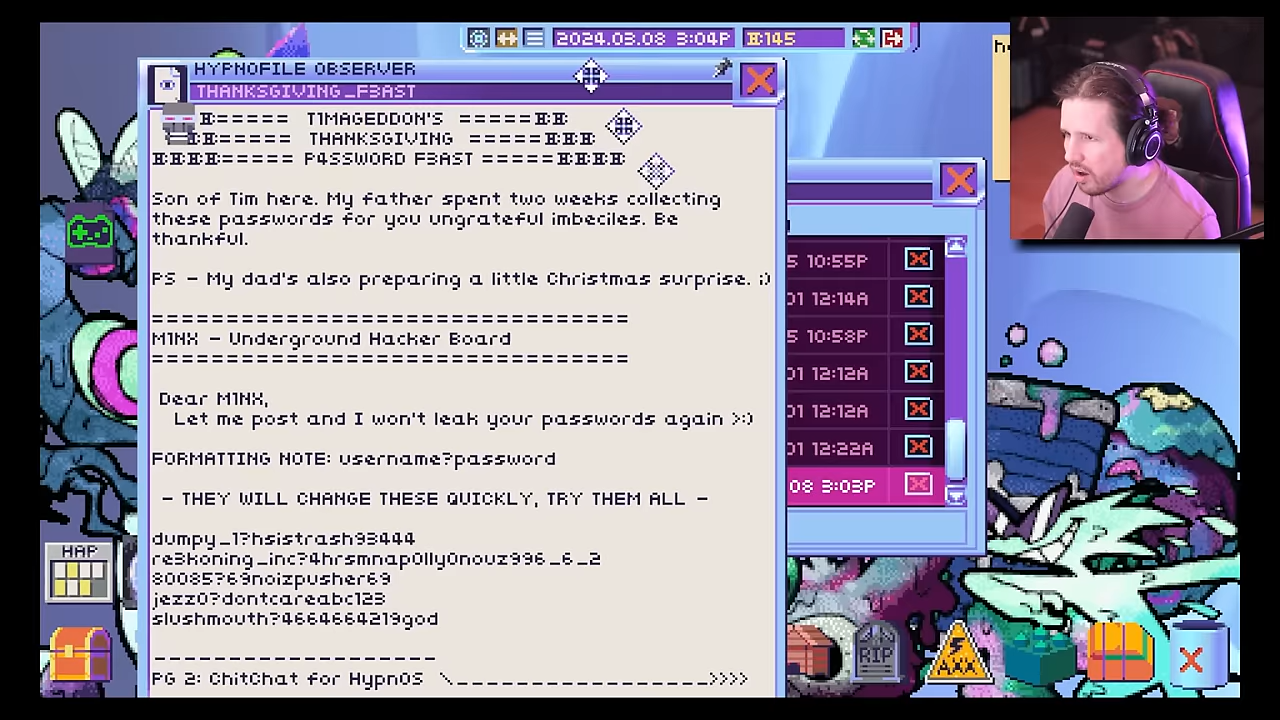 2024.03.08 3:04P
145
HYPNOFILE OBSERVER
THANKSGIVING_F3AST
===== T1MAGEDDON'S =====
===== THANKSGIVING =====
===== P4SSWORD F3AST =====
Son of Tim here. My father spent two weeks collecting
these passwords for you ungrateful imbeciles. Be
thankful.
PS - My dad's also preparing a little Christmas surprise. ;)
================================
M1NX - Underground Hacker Board
================================
Dear M1NX,
Let me post and I won't leak your passwords again >:)
FORMATTING NOTE: username?password
- THEY WILL CHANGE THESE QUICKLY, TRY THEM ALL -
dumpy_1?hsistrash93444
re3koning_inc?4hrsmnap0lly0nouz996_6_2
80085?69noizpusher69
jezz0?dontcareabc123
slushmouth?4664664219god
-------------------
PG 2: ChitChat for HypnOS \_________________>>>>
5 10:55P
01 12:14A
5 10:58P
01 12:12A
01 12:12A
01 12:22A
08 3:03P
HAP
RIP